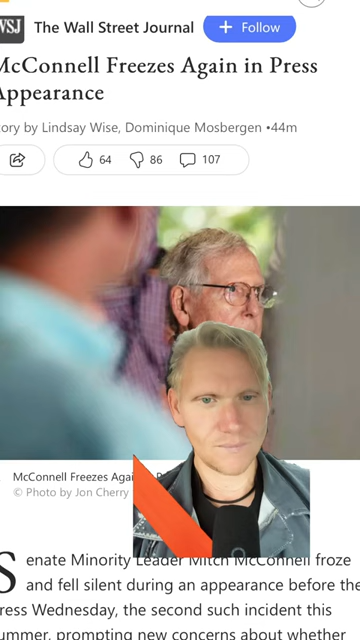 WSJ The Wall Street Journal + Follow
McConnell Freezes Again in Press
Appearance
tory by Lindsay Wise, Dominique Mosbergen •44m
64 86 107
McConnell Freezes Agai
© Photo by Jon Cherry
Senate Minority Leader Mitch McConnell froze
and fell silent during an appearance before the
ress Wednesday, the second such incident this
ummer, prompting new concerns about whether